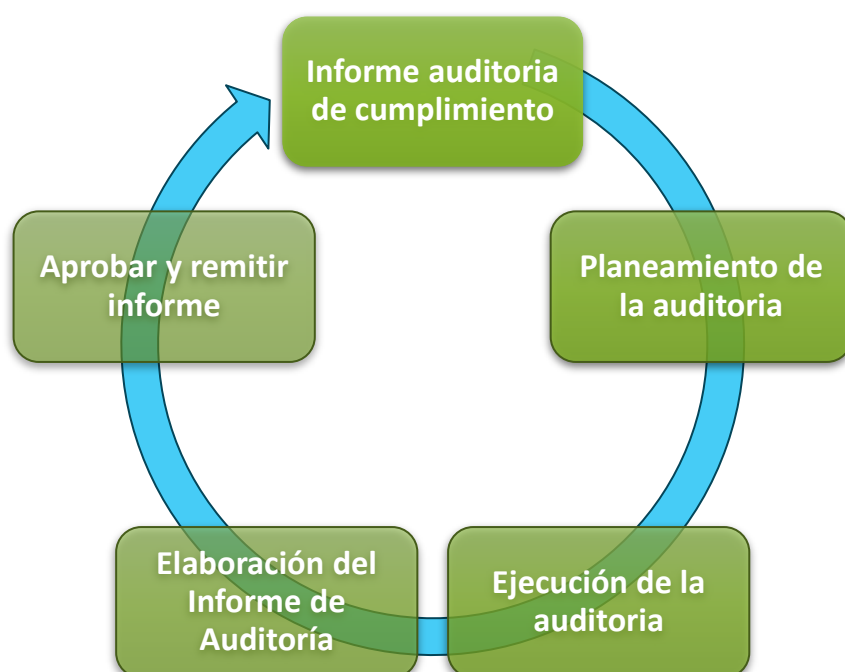 Informe auditoria
de cumplimiento
Planeamiento de
la auditoria
Ejecución de la
auditoria
Elaboración del
Informe de
Auditoría
Aprobar y remitir
informe